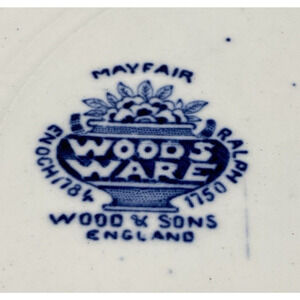 MAYFAIR
WOODS
WARE
ENOCH 1784
RALPH 1750
WOOD & SONS
ENGLAND